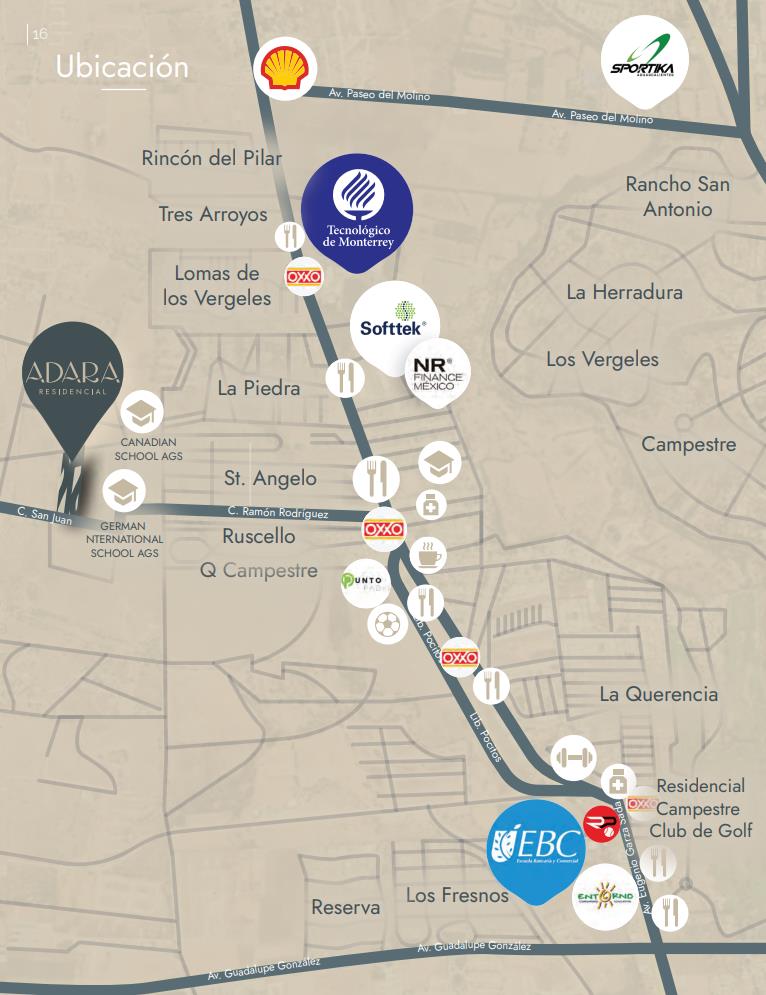 16
Ubicación
SPORTIKA
AGUASCALIENTES
Av. Paseo del Molino
Av. Paseo del Molino
Rincón del Pilar
Rancho San
Antonio
Tres Arroyos
Tecnológico
de Monterrey
Lomas de
los Vergeles
OXXO
La Herradura
Softtek®
Los Vergeles
NR®
FINANCE
MÉXICO
ADARA
RESIDENCIAL
La Piedra
CANADIAN
SCHOOL AGS
Campestre
St. Angelo
C. San Juan
C. Ramón Rodríguez
GERMAN
INTERNATIONAL
SCHOOL AGS
Ruscello
OXXO
Q Campestre
PUNTO
Lib. Pocitos
OXXO
La Querencia
Lib. Pocitos
Residencial
Campestre
Club de Golf
OXXO
EBC
Escuela Bancaria y Comercial
Av. Eugenio Garza Sada
ENTORNO
Los Fresnos
Reserva
Av. Guadalupe González
Av. Guadalupe González